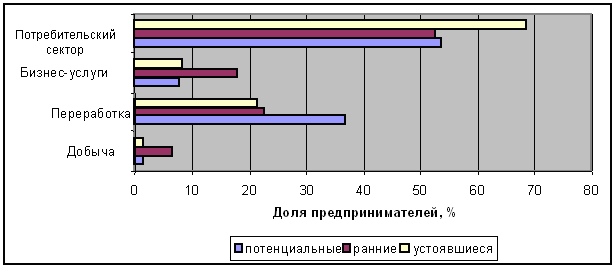 Потребительский
сектор
Бизнес-услуги
Переработка
Добыча
0 10 20 30 40 50 60 70 80
Доля предпринимателей, %
потенциальные ранние устоявшиеся